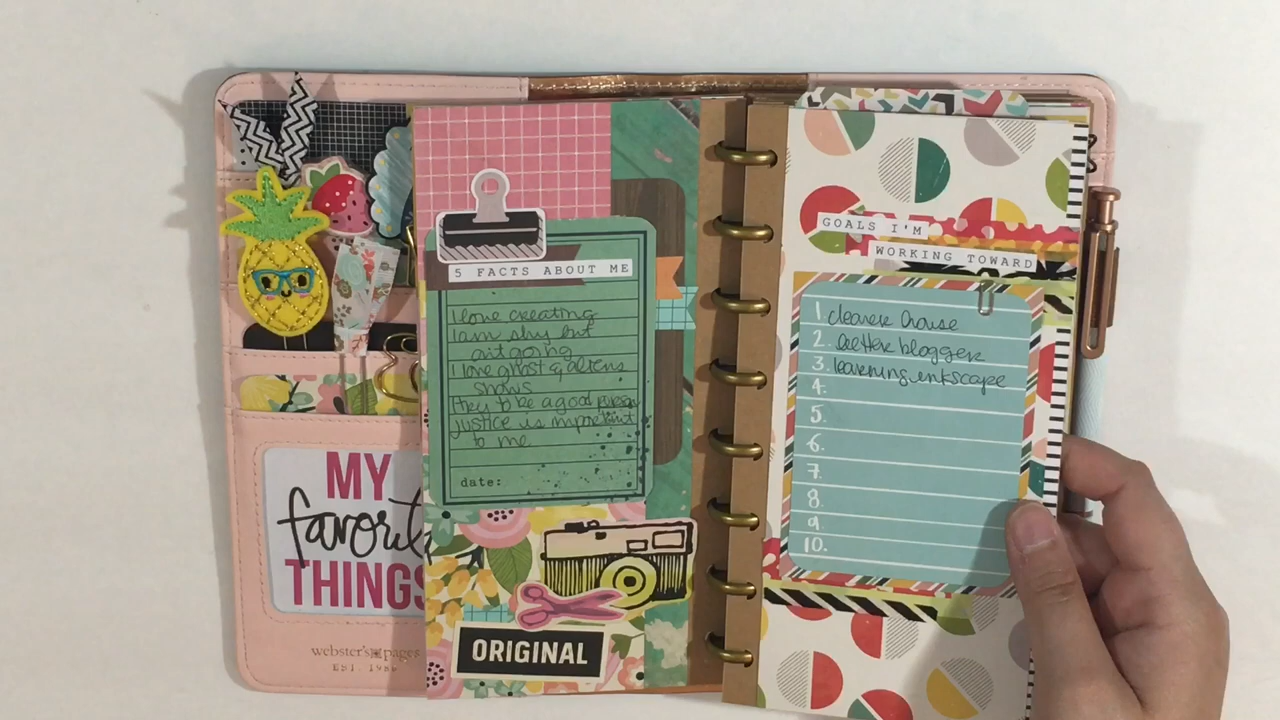 MY
favorit
THINGS
webster's pages
EST. 1986
5 FACTS ABOUT ME
I love creating
I am shy but
outgoing
I love ghost & aliens
shows
I try to be a good person
justice is important
to me
date:
ORIGINAL
GOALS I'M
WORKING TOWARD
1. cleaner house
2. better blogger
3. learning inkscape
4.
5.
6.
7.
8.
9.
10.